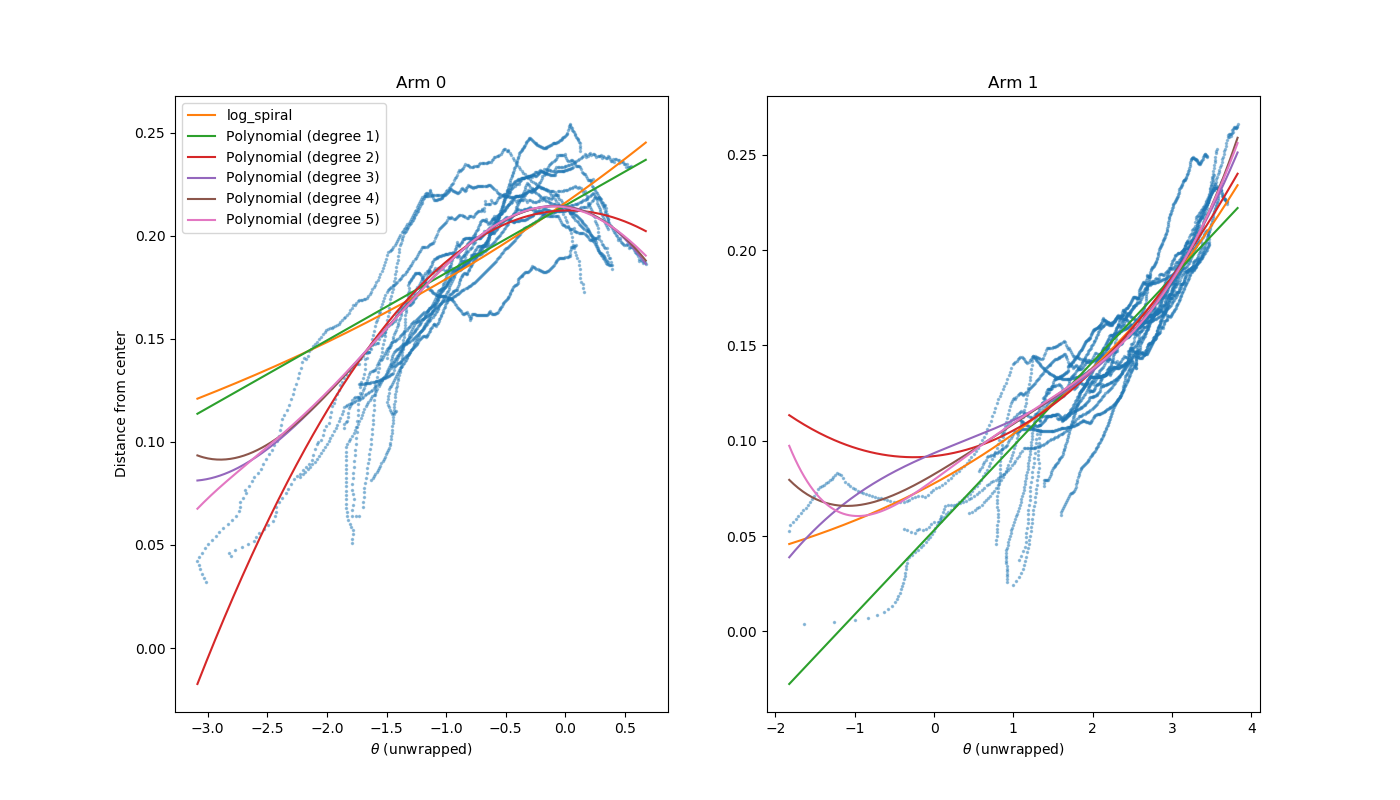 Arm 0
log_spiral
Polynomial (degree 1)
Polynomial (degree 2)
Polynomial (degree 3)
Polynomial (degree 4)
Polynomial (degree 5)
Distance from center
0.25
0.20
0.15
0.10
0.05
0.00
−3.0 −2.5 −2.0 −1.5 −1.0 −0.5 0.0 0.5
θ (unwrapped)
Arm 1
0.25
0.20
0.15
0.10
0.05
0.00
−2 −1 0 1 2 3 4
θ (unwrapped)